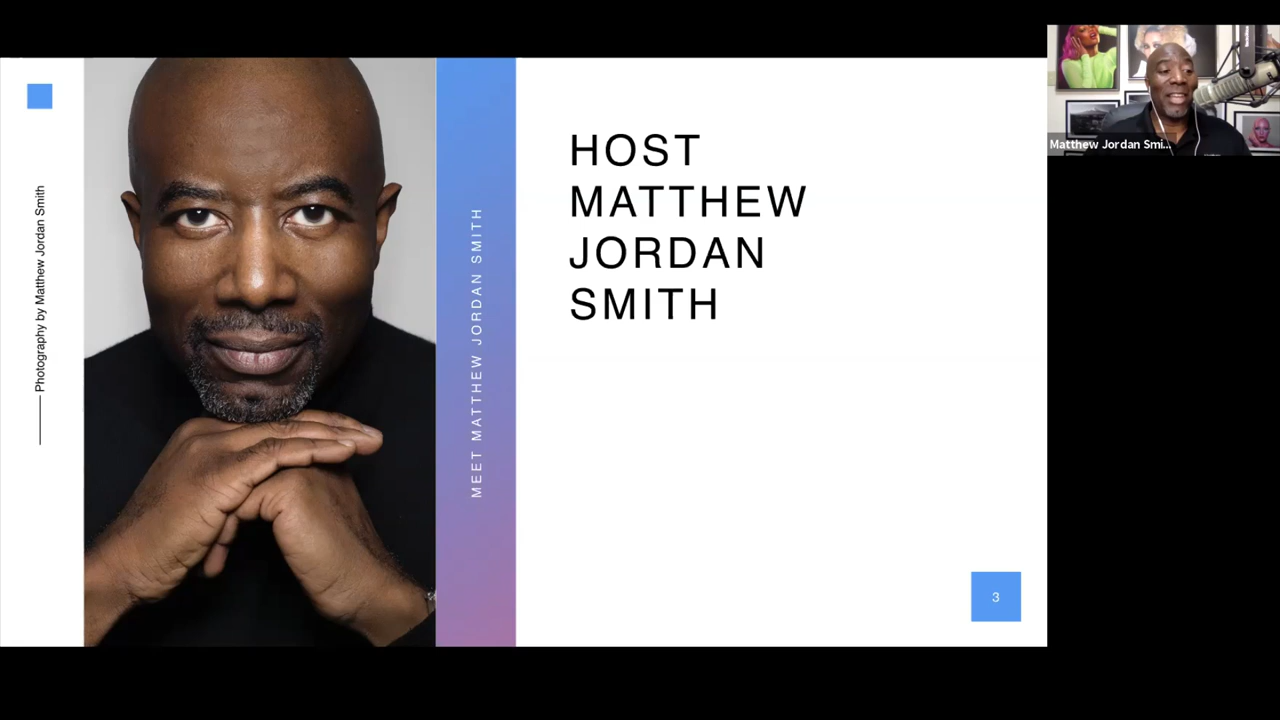 Photography by Matthew Jordan Smith
MEET MATTHEW JORDAN SMITH
HOST
MATTHEW
JORDAN
SMITH
3
Matthew Jordan Smi...